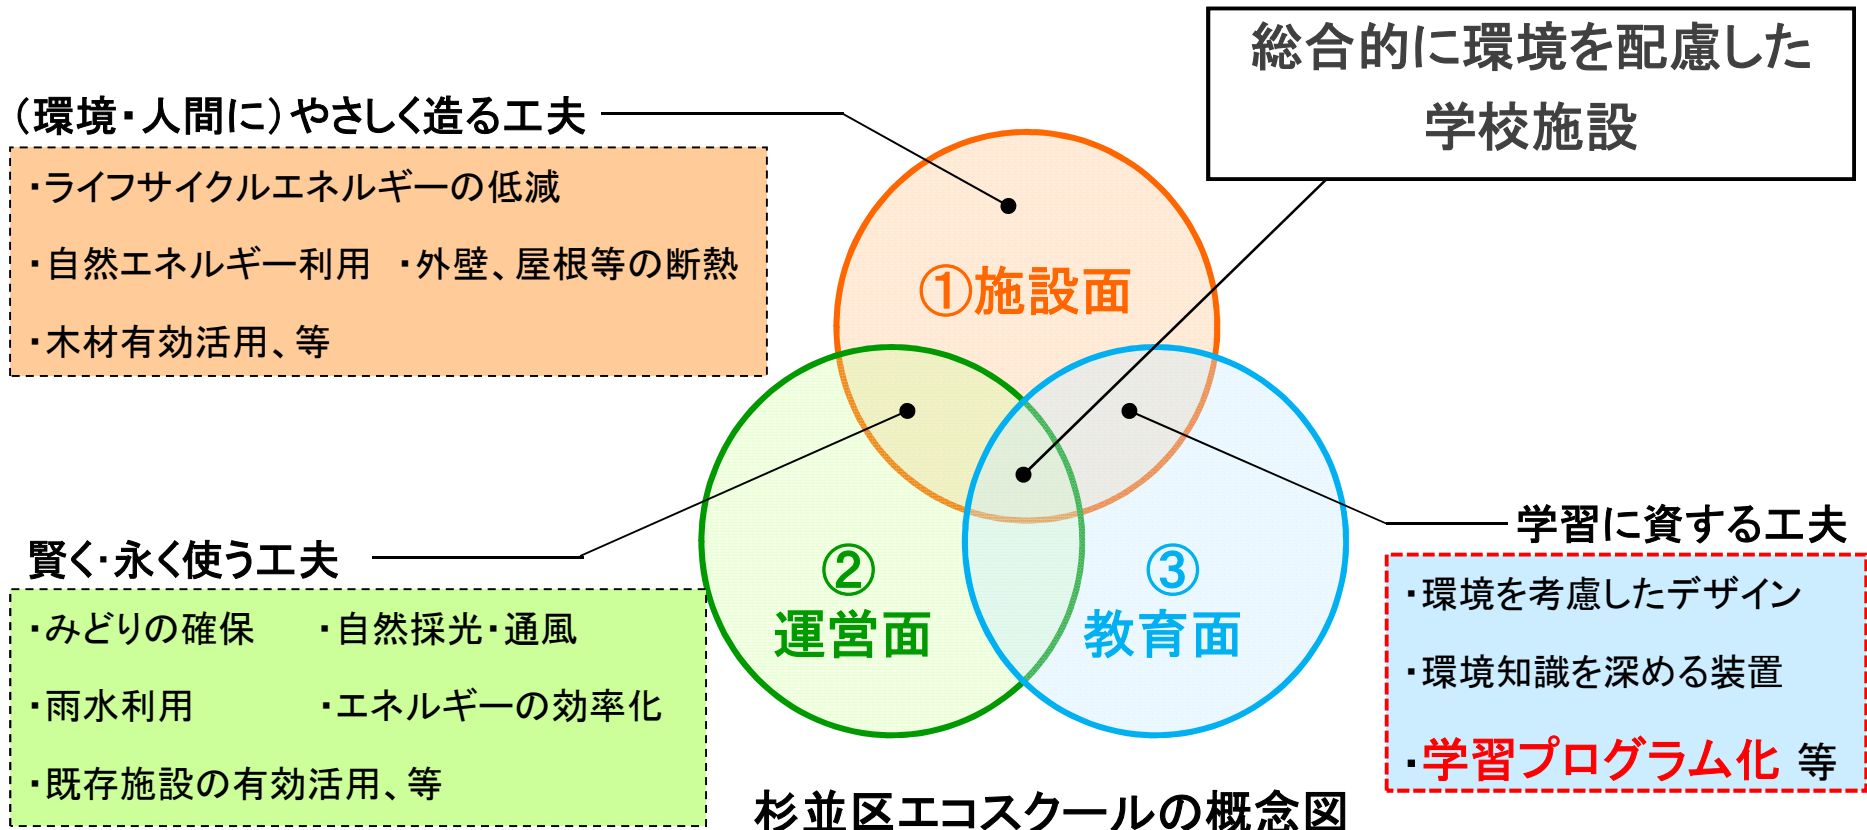 総合的に環境を配慮した
学校施設
（環境・人間に）やさしく造る工夫
・ライフサイクルエネルギーの低減
・自然エネルギー利用　・外壁、屋根等の断熱
・木材有効活用、等
①施設面
賢く・永く使う工夫
・みどりの確保　　・自然採光・通風
・雨水利用　　　・エネルギーの効率化
・既存施設の有効活用、等
②
運営面
③
教育面
学習に資する工夫
・環境を考慮したデザイン
・環境知識を深める装置
・学習プログラム化 等
杉並区エコスクールの概念図